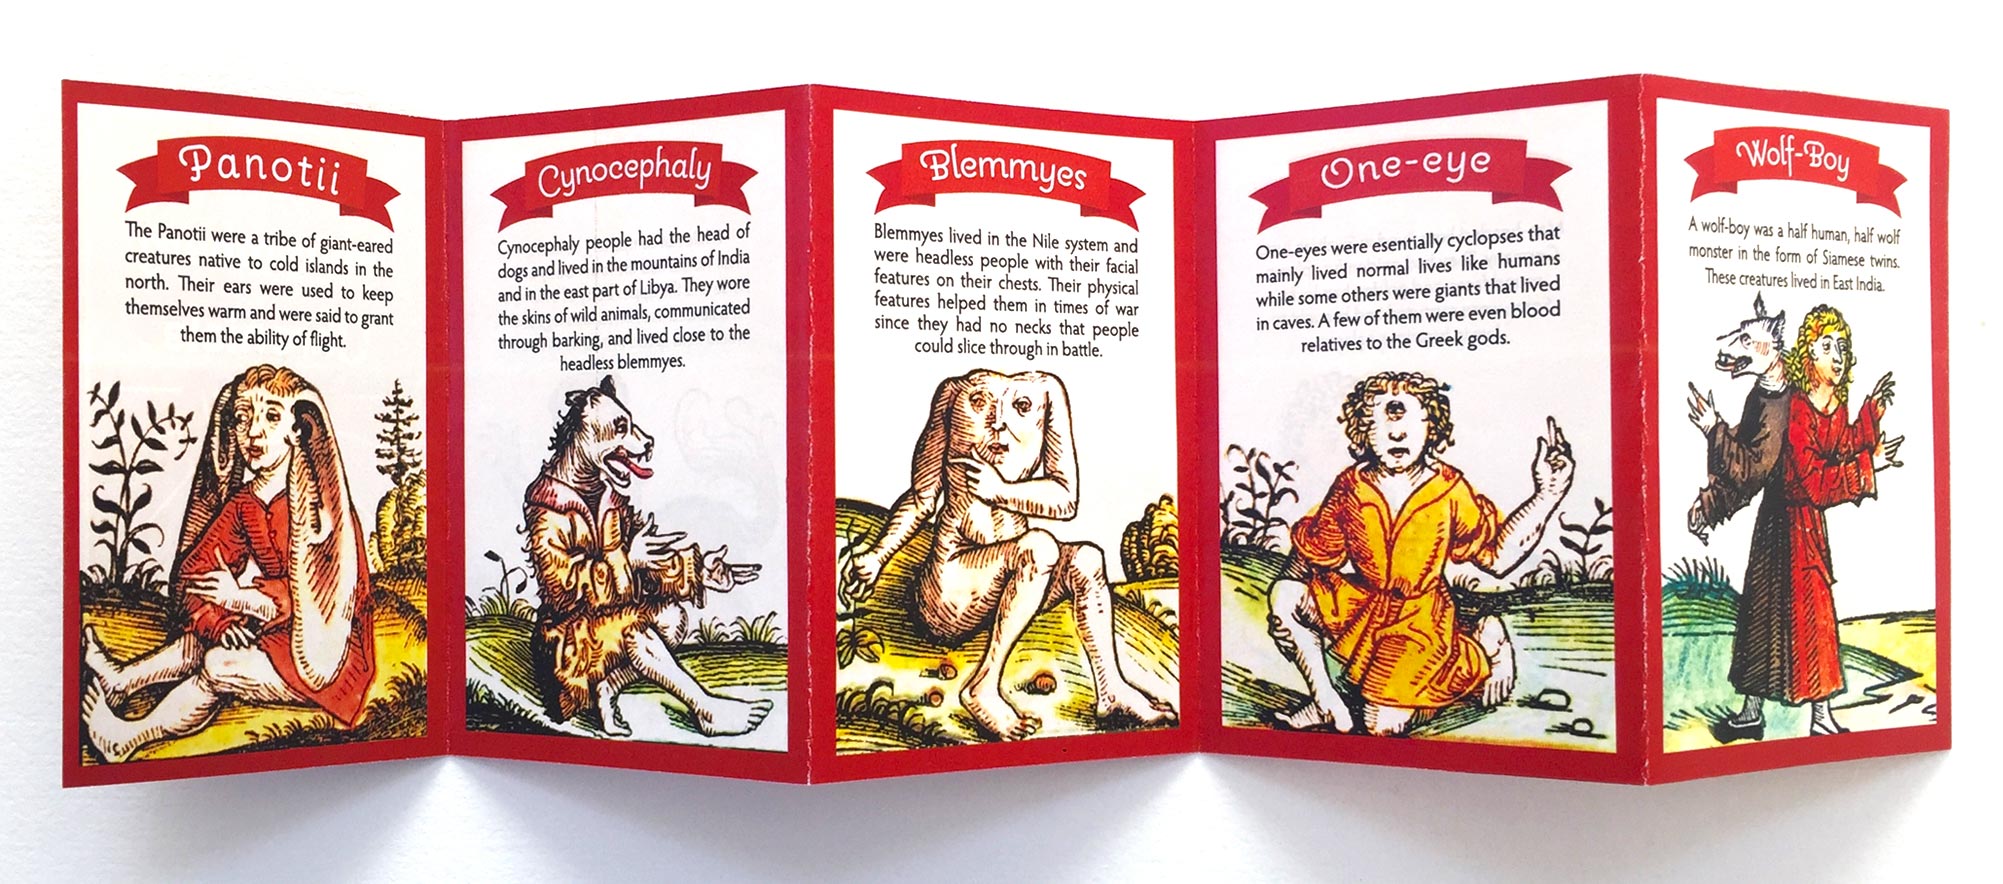 Panotii
The Panotii were a tribe of giant-eared
creatures native to cold islands in the
north. Their ears were used to keep
themselves warm and were said to grant
them the ability of flight.
Cynocephaly
Cynocephaly people had the head of
dogs and lived in the mountains of India
and in the east part of Libya. They wore
the skins of wild animals, communicated
through barking, and lived close to the
headless blemmyes.
Blemmyes
Blemmyes lived in the Nile system and
were headless people with their facial
features on their chests. Their physical
features helped them in times of war
since they had no necks that people
could slice through in battle.
One-eye
One-eyes were esentially cyclopses that
mainly lived normal lives like humans
while some others were giants that lived
in caves. A few of them were even blood
relatives to the Greek gods.
Wolf-Boy
A wolf-boy was a half human, half wolf
monster in the form of Siamese twins.
These creatures lived in East India.